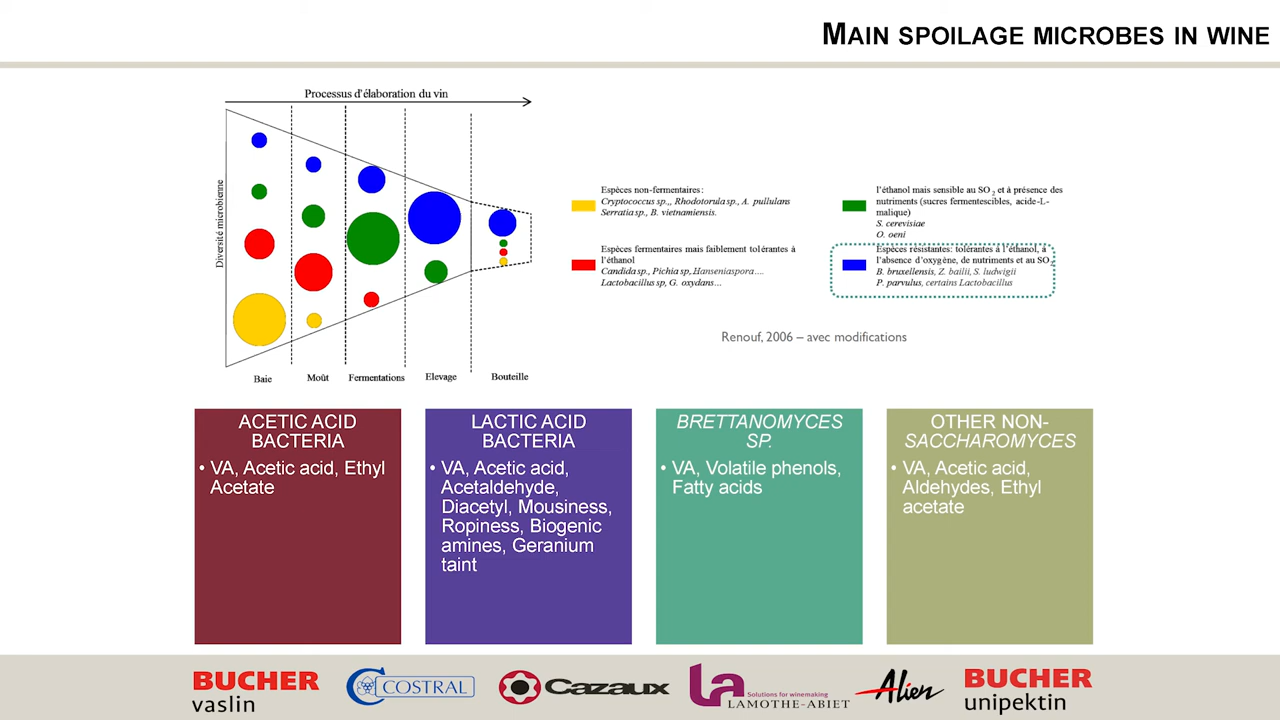 MAIN SPOILAGE MICROBES IN WINE
Processus d'élaboration du vin
Diversité microbienne
Baie
Moût
Fermentations
Elevage
Bouteille
Espèces non-fermentaires:
Cryptococcus sp.,, Rhodotorula sp., A. pullulans
Serratia sp., B. vietnamiensis.
Espèces fermentaires mais faiblement tolérantes à
l'éthanol
Candida sp., Pichia sp, Hanseniaspora….
Lactobacillus sp, G. oxydans…
l'éthanol mais sensible au SO2 et à présence des
nutriments (sucres fermentescibles, acide-L-
malique)
S. cerevisiae
O. oeni
Espèces résistantes: tolérantes à l'éthanol, à
l'absence d'oxygène, de nutriments et au SO2
B. bruxellensis, Z. bailii, S. ludwigii
P. parvulus, certains Lactobacillus
Renouf, 2006 – avec modifications
ACETIC ACID
BACTERIA
• VA, Acetic acid, Ethyl
Acetate
LACTIC ACID
BACTERIA
• VA, Acetic acid,
Acetaldehyde,
Diacetyl, Mousiness,
Ropiness, Biogenic
amines, Geranium
taint
BRETTANOMYCES
SP.
• VA, Volatile phenols,
Fatty acids
OTHER NON-
SACCHAROMYCES
• VA, Acetic acid,
Aldehydes, Ethyl
acetate
BUCHER
vaslin
COSTRAL
Cazaux
la
Solutions for winemaking
LAMOTHE-ABIET
Alien
BUCHER
unipektin